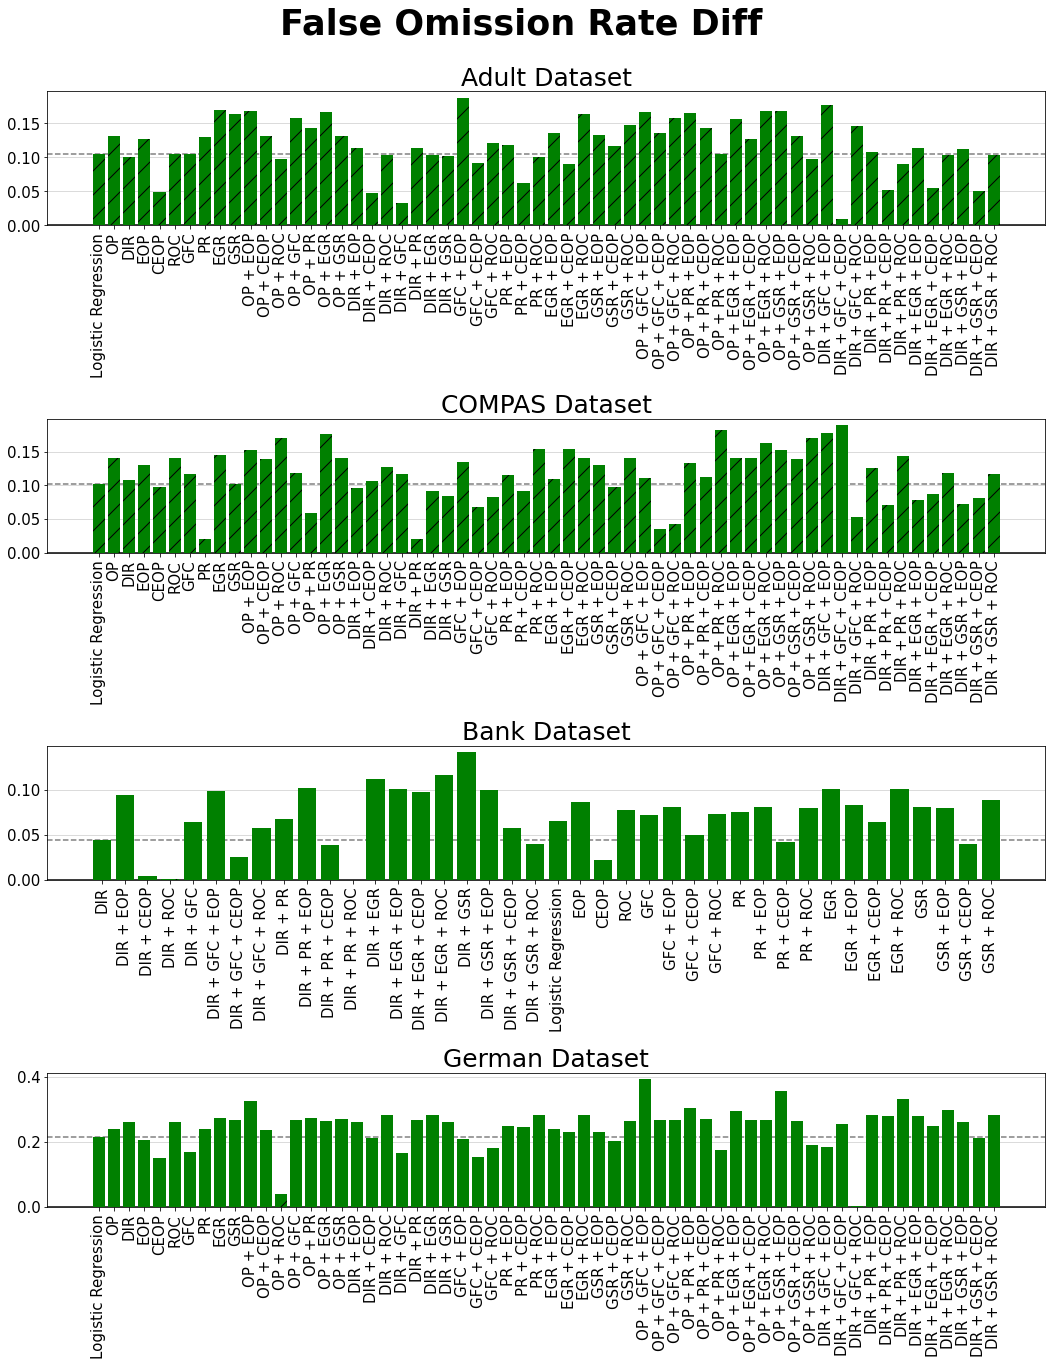 False Omission Rate Diff
Adult Dataset
0.15
0.10
0.05
0.00
Logistic Regression
OP
DIR
EOP
CEOP
ROC
GFC
PR
EGR
GSR
OP + EOP
OP + CEOP
OP + ROC
OP + GFC
OP + PR
OP + EGR
OP + GSR
DIR + EOP
DIR + CEOP
DIR + ROC
DIR + GFC
DIR + PR
DIR + EGR
DIR + GSR
GFC + EOP
GFC + CEOP
GFC + ROC
PR + EOP
PR + CEOP
PR + ROC
EGR + EOP
EGR + CEOP
EGR + ROC
GSR + EOP
GSR + CEOP
GSR + ROC
OP + GFC + EOP
OP + GFC + CEOP
OP + GFC + ROC
OP + PR + EOP
OP + PR + CEOP
OP + PR + ROC
OP + EGR + EOP
OP + EGR + CEOP
OP + EGR + ROC
OP + GSR + EOP
OP + GSR + CEOP
OP + GSR + ROC
DIR + GFC + EOP
DIR + GFC + CEOP
DIR + GFC + ROC
DIR + PR + EOP
DIR + PR + CEOP
DIR + PR + ROC
DIR + EGR + EOP
DIR + EGR + CEOP
DIR + EGR + ROC
DIR + GSR + EOP
DIR + GSR + CEOP
DIR + GSR + ROC
COMPAS Dataset
0.15
0.10
0.05
0.00
Logistic Regression
OP
DIR
EOP
CEOP
ROC
GFC
PR
EGR
GSR
OP + EOP
OP + CEOP
OP + ROC
OP + GFC
OP + PR
OP + EGR
OP + GSR
DIR + EOP
DIR + CEOP
DIR + ROC
DIR + GFC
DIR + PR
DIR + EGR
DIR + GSR
GFC + EOP
GFC + CEOP
GFC + ROC
PR + EOP
PR + CEOP
PR + ROC
EGR + EOP
EGR + CEOP
EGR + ROC
GSR + EOP
GSR + CEOP
GSR + ROC
OP + GFC + EOP
OP + GFC + CEOP
OP + GFC + ROC
OP + PR + EOP
OP + PR + CEOP
OP + PR + ROC
OP + EGR + EOP
OP + EGR + CEOP
OP + EGR + ROC
OP + GSR + EOP
OP + GSR + CEOP
OP + GSR + ROC
DIR + GFC + EOP
DIR + GFC + CEOP
DIR + GFC + ROC
DIR + PR + EOP
DIR + PR + CEOP
DIR + PR + ROC
DIR + EGR + EOP
DIR + EGR + CEOP
DIR + EGR + ROC
DIR + GSR + EOP
DIR + GSR + CEOP
DIR + GSR + ROC
Bank Dataset
0.10
0.05
0.00
DIR
DIR + EOP
DIR + CEOP
DIR + ROC
DIR + GFC
DIR + GFC + EOP
DIR + GFC + CEOP
DIR + GFC + ROC
DIR + PR
DIR + PR + EOP
DIR + PR + CEOP
DIR + PR + ROC
DIR + EGR
DIR + EGR + EOP
DIR + EGR + CEOP
DIR + EGR + ROC
DIR + GSR
DIR + GSR + EOP
DIR + GSR + CEOP
DIR + GSR + ROC
Logistic Regression
EOP
CEOP
ROC
GFC
GFC + EOP
GFC + CEOP
GFC + ROC
PR
PR + EOP
PR + CEOP
PR + ROC
EGR
EGR + EOP
EGR + CEOP
EGR + ROC
GSR
GSR + EOP
GSR + CEOP
GSR + ROC
German Dataset
0.4
0.2
0.0
Logistic Regression
OP
DIR
EOP
CEOP
ROC
GFC
PR
EGR
GSR
OP + EOP
OP + CEOP
OP + ROC
OP + GFC
OP + PR
OP + EGR
OP + GSR
DIR + EOP
DIR + CEOP
DIR + ROC
DIR + GFC
DIR + PR
DIR + EGR
DIR + GSR
GFC + EOP
GFC + CEOP
GFC + ROC
PR + EOP
PR + CEOP
PR + ROC
EGR + EOP
EGR + CEOP
EGR + ROC
GSR + EOP
GSR + CEOP
GSR + ROC
OP + GFC + EOP
OP + GFC + CEOP
OP + GFC + ROC
OP + PR + EOP
OP + PR + CEOP
OP + PR + ROC
OP + EGR + EOP
OP + EGR + CEOP
OP + EGR + ROC
OP + GSR + EOP
OP + GSR + CEOP
OP + GSR + ROC
DIR + GFC + EOP
DIR + GFC + CEOP
DIR + GFC + ROC
DIR + PR + EOP
DIR + PR + CEOP
DIR + PR + ROC
DIR + EGR + EOP
DIR + EGR + CEOP
DIR + EGR + ROC
DIR + GSR + EOP
DIR + GSR + CEOP
DIR + GSR + ROC